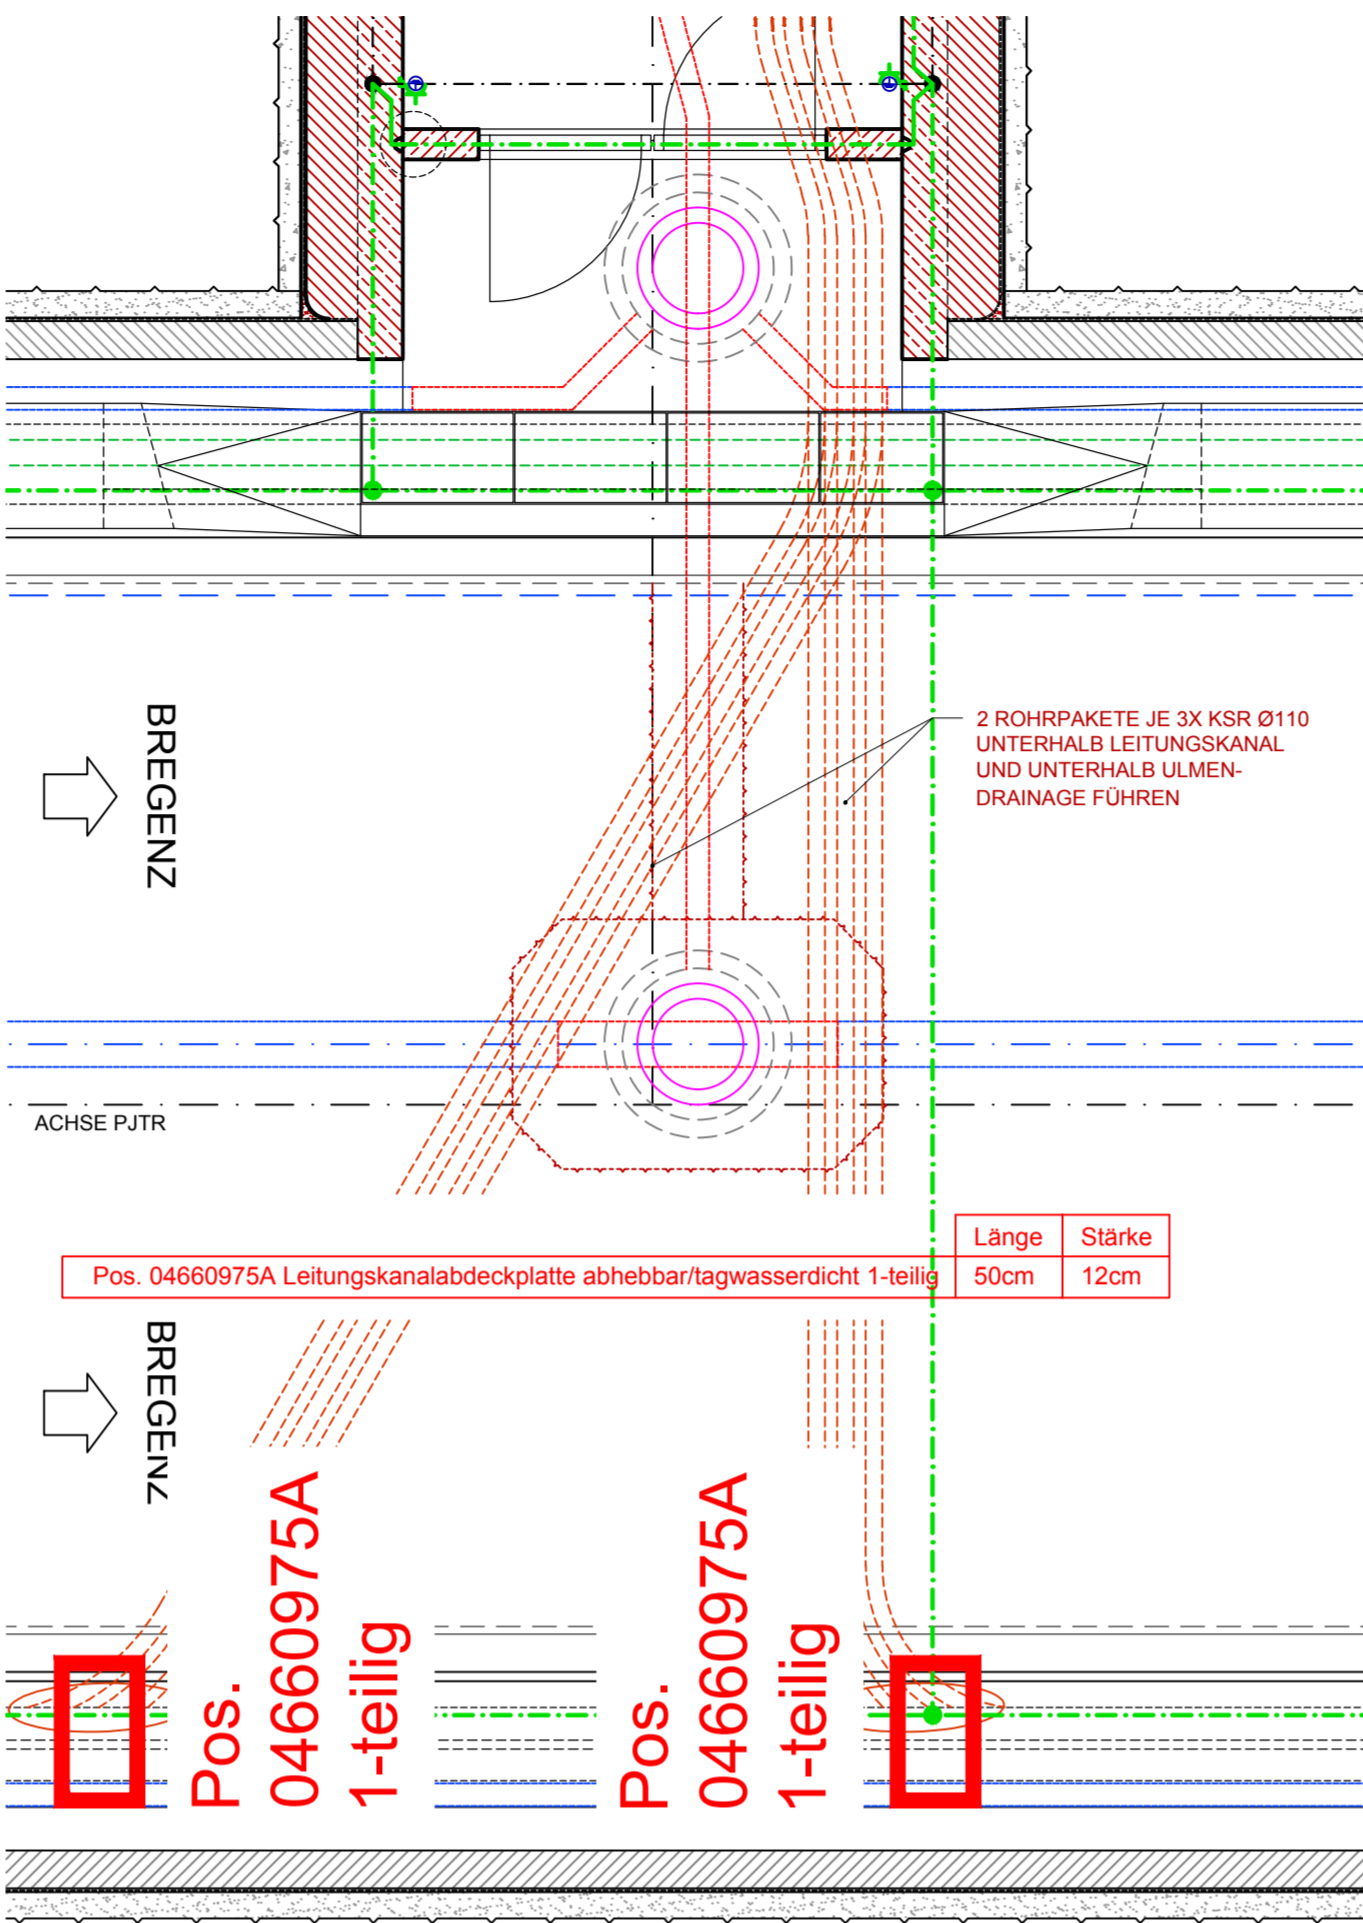 BREGENZ
2 ROHRPAKETE JE 3X KSR Ø110
UNTERHALB LEITUNGSKANAL
UND UNTERHALB ULMEN-
DRAINAGE FÜHREN
ACHSE PJTR
Länge Stärke
Pos. 04660975A Leitungskanalabdeckplatte abhebbar/tagwasserdicht 1-teilig 50cm 12cm
BREGENZ
Pos.
04660975A
1-teilig
Pos.
04660975A
1-teilig